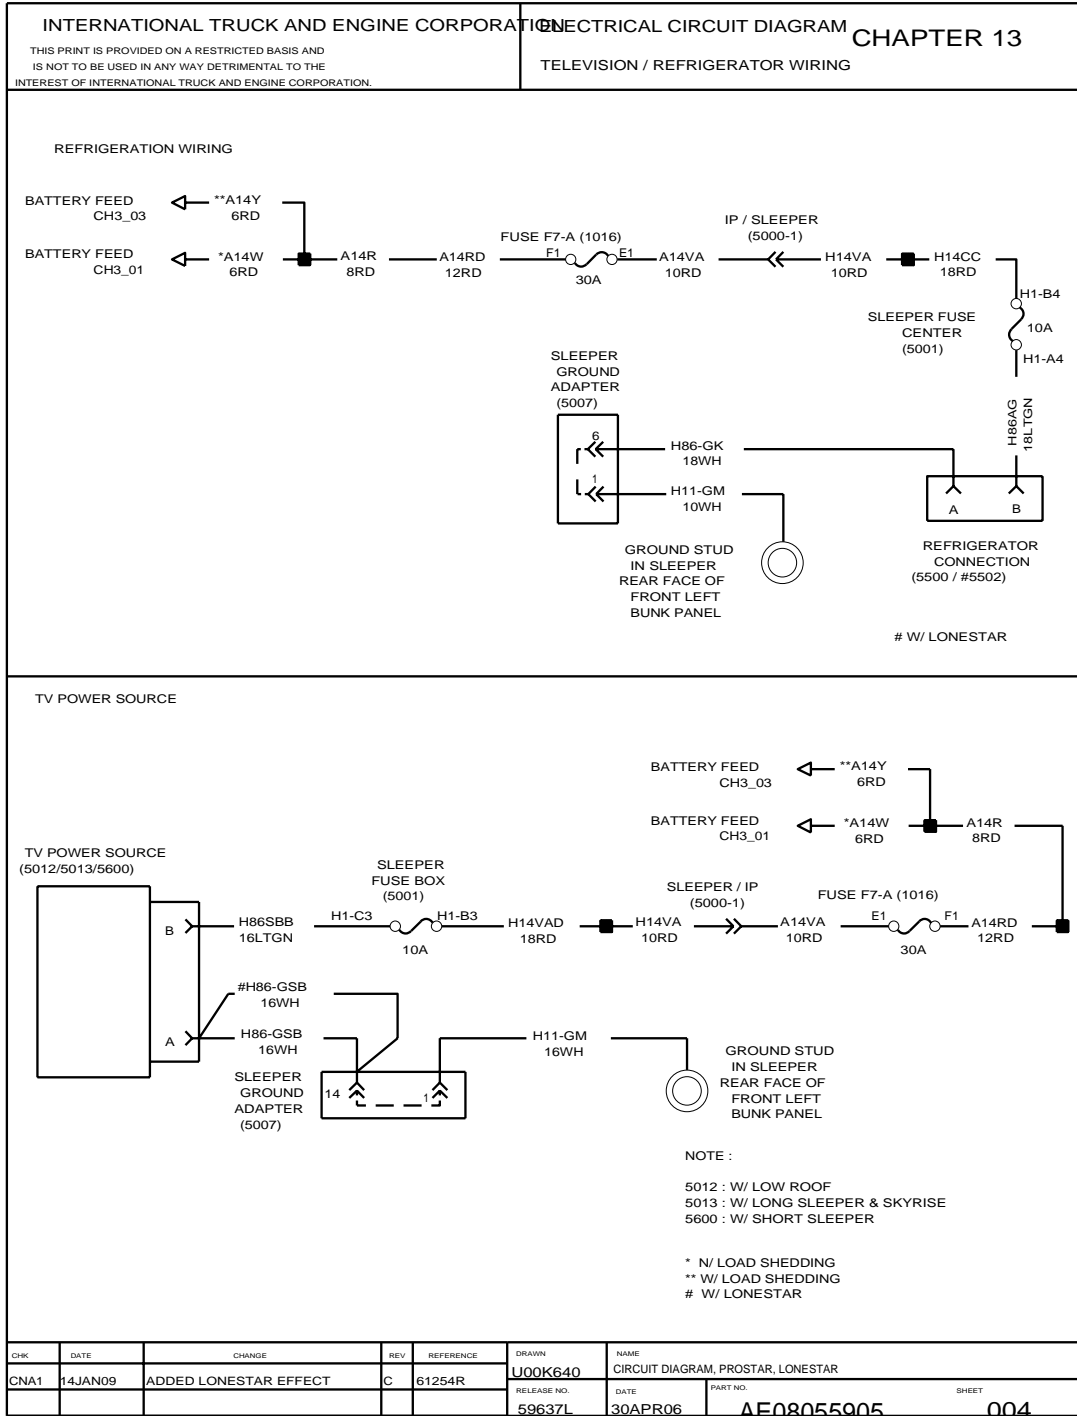 INTERNATIONAL TRUCK AND ENGINE CORPORATION
THIS PRINT IS PROVIDED ON A RESTRICTED BASIS AND
IS NOT TO BE USED IN ANY WAY DETRIMENTAL TO THE
INTEREST OF INTERNATIONAL TRUCK AND ENGINE CORPORATION.
ELECTRICAL CIRCUIT DIAGRAM
CHAPTER 13
TELEVISION / REFRIGERATOR WIRING
REFRIGERATION WIRING
BATTERY FEED
CH3_03
**A14Y
6RD
BATTERY FEED
CH3_01
*A14W
6RD
A14R
8RD
A14RD
12RD
FUSE F7-A (1016)
F1
E1
30A
A14VA
10RD
IP / SLEEPER
(5000-1)
H14VA
10RD
H14CC
18RD
H1-B4
10A
H1-A4
SLEEPER FUSE
CENTER
(5001)
H86AG
18LTGN
SLEEPER
GROUND
ADAPTER
(5007)
6
1
H86-GK
18WH
H11-GM
10WH
GROUND STUD
IN SLEEPER
REAR FACE OF
FRONT LEFT
BUNK PANEL
A
B
REFRIGERATOR
CONNECTION
(5500 / #5502)
# W/ LONESTAR
TV POWER SOURCE
BATTERY FEED
CH3_03
**A14Y
6RD
BATTERY FEED
CH3_01
*A14W
6RD
A14R
8RD
TV POWER SOURCE
(5012/5013/5600)
B
A
H86SBB
16LTGN
SLEEPER
FUSE BOX
(5001)
H1-C3
H1-B3
10A
H14VAD
18RD
H14VA
10RD
SLEEPER / IP
(5000-1)
A14VA
10RD
FUSE F7-A (1016)
E1
F1
30A
A14RD
12RD
#H86-GSB
16WH
H86-GSB
16WH
SLEEPER
GROUND
ADAPTER
(5007)
14
1
H11-GM
16WH
GROUND STUD
IN SLEEPER
REAR FACE OF
FRONT LEFT
BUNK PANEL
NOTE :
5012 : W/ LOW ROOF
5013 : W/ LONG SLEEPER & SKYRISE
5600 : W/ SHORT SLEEPER
* N/ LOAD SHEDDING
** W/ LOAD SHEDDING
# W/ LONESTAR
CHK DATE CHANGE REV REFERENCE
CNA1 14JAN09 ADDED LONESTAR EFFECT C 61254R
DRAWN
U00K640
NAME
CIRCUIT DIAGRAM, PROSTAR, LONESTAR
RELEASE NO.
59637L
DATE
30APR06
PART NO.
AE08055905
SHEET
004